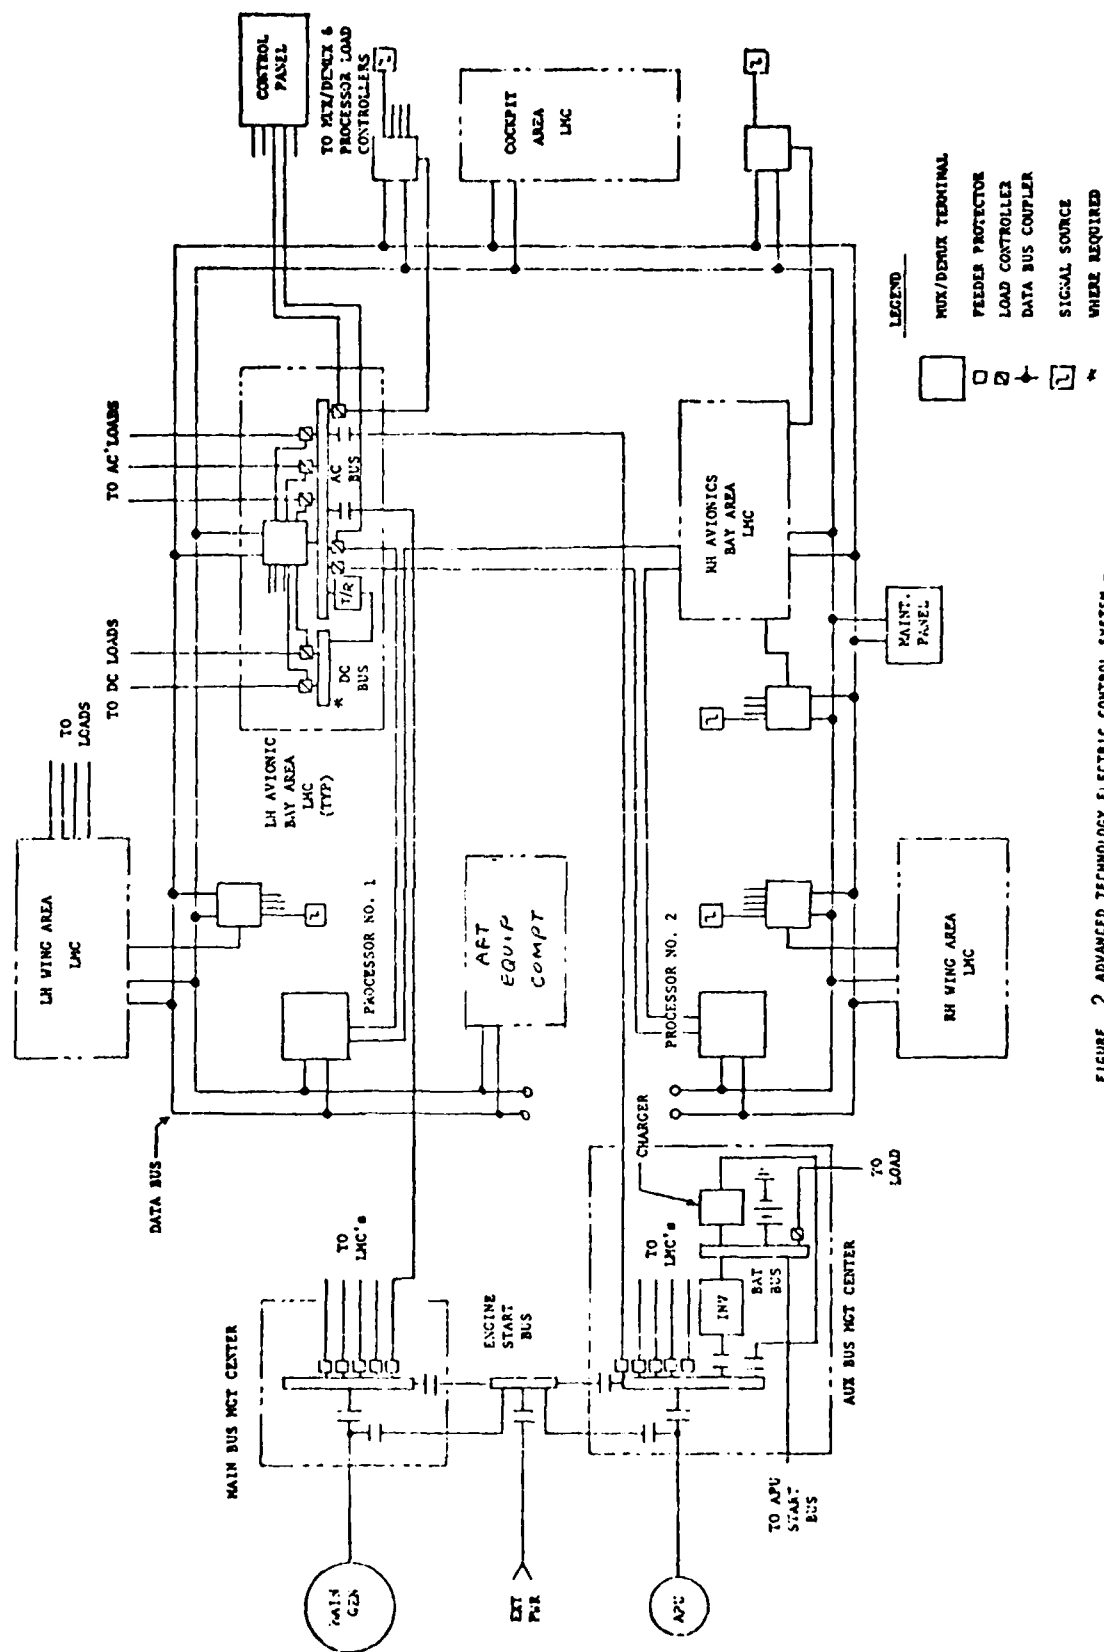 CONTROL
PANEL
TO MUX/DEMUX &
PROCESSOR LOAD
CONTROLLERS
COCKPIT
AREA
LMC
TO AC LOADS
TO DC LOADS
TO
LOADS
LH WING AREA
LMC
LH AVIONIC
BAY AREA
LMC
(TYP)
AC
BUS
T/R
* DC
BUS
RH AVIONICS
BAY AREA
LMC
MAINT.
PANEL
PROCESSOR NO. 1
AFT
EQUIP
COMPT
PROCESSOR NO. 2
RH WING AREA
LMC
DATA BUS
MAIN BUS MGT CENTER
TO
LMC's
ENGINE
START
BUS
CHARGER
TO
LMC's
INV
BAT
BUS
TO
LOAD
AUX BUS MGT CENTER
TO APU
START
BUS
MAIN
GEN
EXT
PWR
APU
LEGEND
MUX/DEMUX TERMINAL
FEEDER PROTECTOR
LOAD CONTROLLER
DATA BUS COUPLER
SIGNAL SOURCE
* WHERE REQUIRED
FIGURE 2 ADVANCED TECHNOLOGY ELECTRIC CONTROL SYSTEM -